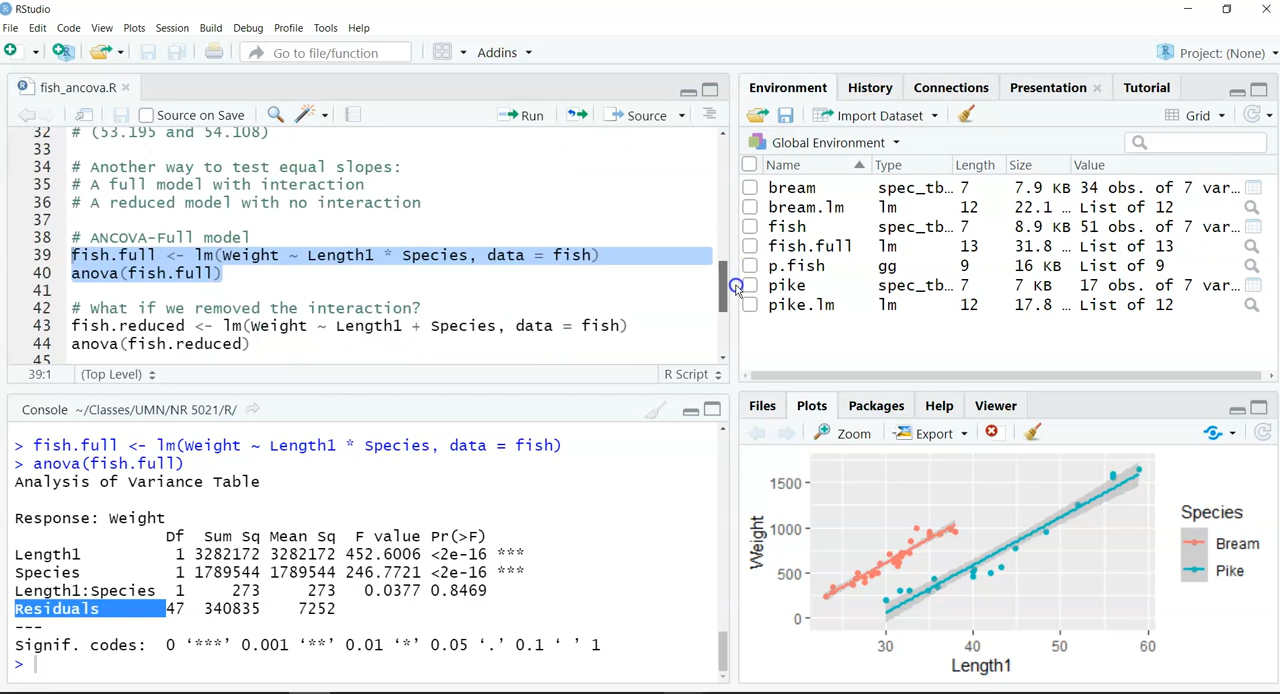 RStudio
File Edit Code View Plots Session Build Debug Profile Tools Help
Go to file/function Addins Project: (None)
fish_ancova.R
Source on Save Run Source
32 # (53.195 and 54.108)
33
34 # Another way to test equal slopes:
35 # A full model with interaction
36 # A reduced model with no interaction
37
38 # ANCOVA-Full model
39 fish.full <- lm(Weight ~ Length1 * Species, data = fish)
40 anova(fish.full)
41
42 # What if we removed the interaction?
43 fish.reduced <- lm(Weight ~ Length1 + Species, data = fish)
44 anova(fish.reduced)
45
39:1 (Top Level) R Script
Console ~/Classes/UMN/NR 5021/R/
> fish.full <- lm(Weight ~ Length1 * Species, data = fish)
> anova(fish.full)
Analysis of Variance Table
Response: Weight
Df Sum Sq Mean Sq F value Pr(>F)
Length1 1 3282172 3282172 452.6006 <2e-16 ***
Species 1 1789544 1789544 246.7721 <2e-16 ***
Length1:Species 1 273 273 0.0377 0.8469
Residuals 47 340835 7252
---
Signif. codes: 0 ‘***’ 0.001 ‘**’ 0.01 ‘*’ 0.05 ‘.’ 0.1 ‘ ’ 1
>
Environment History Connections Presentation Tutorial
Import Dataset Grid
Global Environment
Name Type Length Size Value
bream spec_tb… 7 7.9 KB 34 obs. of 7 var…
bream.lm lm 12 22.1 … List of 12
fish spec_tb… 7 8.9 KB 51 obs. of 7 var…
fish.full lm 13 31.8 … List of 13
p.fish gg 9 16 KB List of 9
pike spec_tb… 7 7 KB 17 obs. of 7 var…
pike.lm lm 12 17.8 … List of 12
Files Plots Packages Help Viewer
Zoom Export
1500
1000
500
0
Weight
30 40 50 60
Length1
Species
Bream
Pike